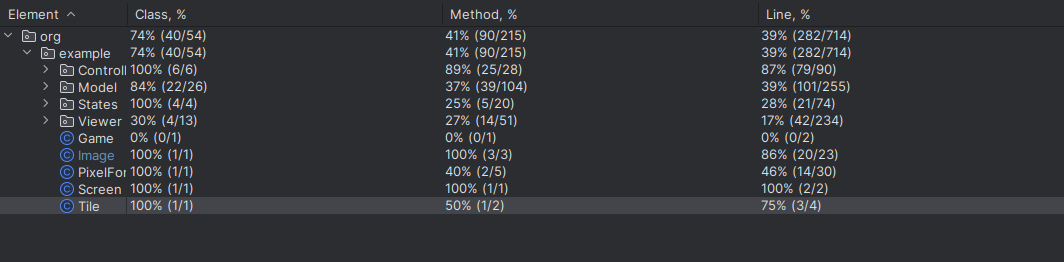 Element Class, % Method, % Line, %
org 74% (40/54) 41% (90/215) 39% (282/714)
example 74% (40/54) 41% (90/215) 39% (282/714)
Controll 100% (6/6) 89% (25/28) 87% (79/90)
Model 84% (22/26) 37% (39/104) 39% (101/255)
States 100% (4/4) 25% (5/20) 28% (21/74)
Viewer 30% (4/13) 27% (14/51) 17% (42/234)
Game 0% (0/1) 0% (0/1) 0% (0/2)
Image 100% (1/1) 100% (3/3) 86% (20/23)
PixelFor 100% (1/1) 40% (2/5) 46% (14/30)
Screen 100% (1/1) 100% (1/1) 100% (2/2)
Tile 100% (1/1) 50% (1/2) 75% (3/4)